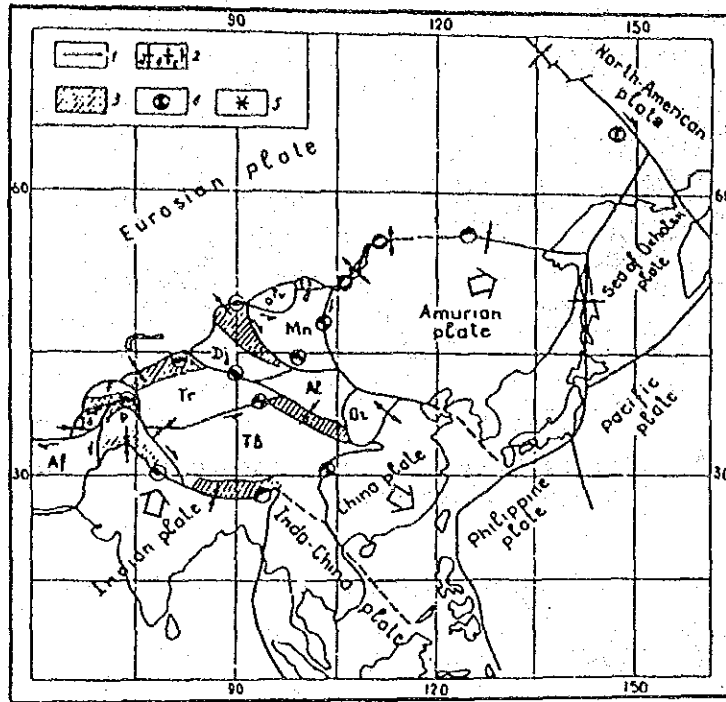 90 120 150
1 2
3 4 5
North-American
plate
Eurasian plate
60 60
Sea of Okhotsk
plate
Mn
Amurian
plate
Dj
Tr
Al
Oz
TB
Af
30 30
China plate
Pacific
plate
Philippine
plate
Indian plate
Indo-China
plate
90 120 150